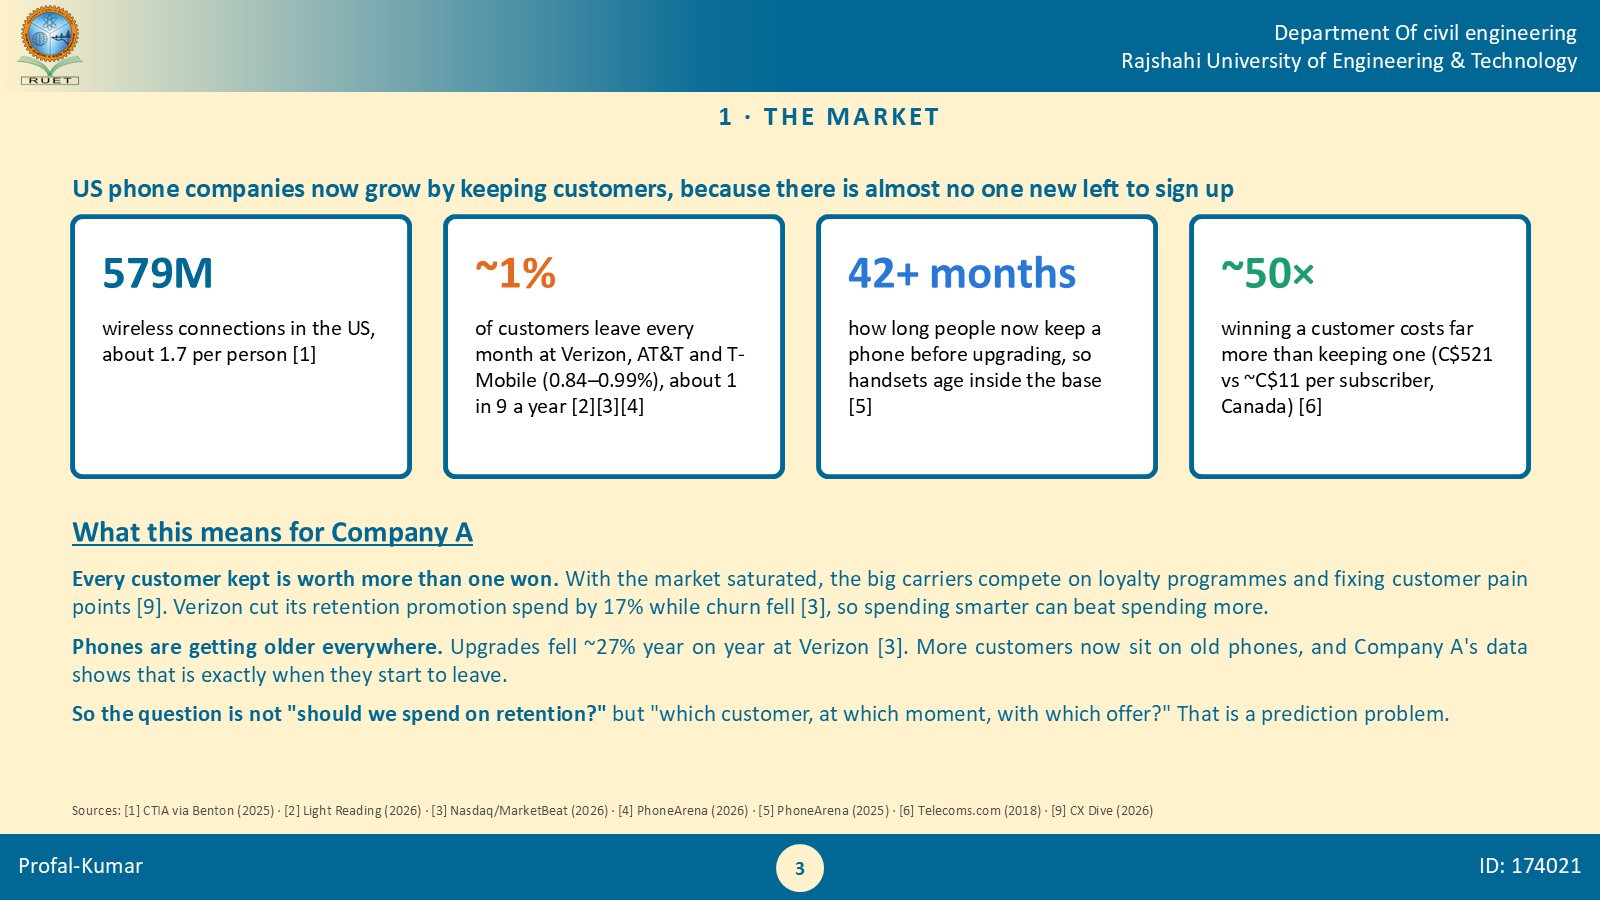 RUET
Department Of civil engineering
Rajshahi University of Engineering & Technology
1 · THE MARKET
US phone companies now grow by keeping customers, because there is almost no one new left to sign up
579M
wireless connections in the US,
about 1.7 per person [1]
~1%
of customers leave every
month at Verizon, AT&T and T-
Mobile (0.84–0.99%), about 1
in 9 a year [2][3][4]
42+ months
how long people now keep a
phone before upgrading, so
handsets age inside the base
[5]
~50×
winning a customer costs far
more than keeping one (C$521
vs ~C$11 per subscriber,
Canada) [6]
What this means for Company A
Every customer kept is worth more than one won. With the market saturated, the big carriers compete on loyalty programmes and fixing customer pain
points [9]. Verizon cut its retention promotion spend by 17% while churn fell [3], so spending smarter can beat spending more.
Phones are getting older everywhere. Upgrades fell ~27% year on year at Verizon [3]. More customers now sit on old phones, and Company A's data
shows that is exactly when they start to leave.
So the question is not "should we spend on retention?" but "which customer, at which moment, with which offer?" That is a prediction problem.
Sources: [1] CTIA via Benton (2025) · [2] Light Reading (2026) · [3] Nasdaq/MarketBeat (2026) · [4] PhoneArena (2026) · [5] PhoneArena (2025) · [6] Telecoms.com (2018) · [9] CX Dive (2026)
Profal-Kumar
3
ID: 174021